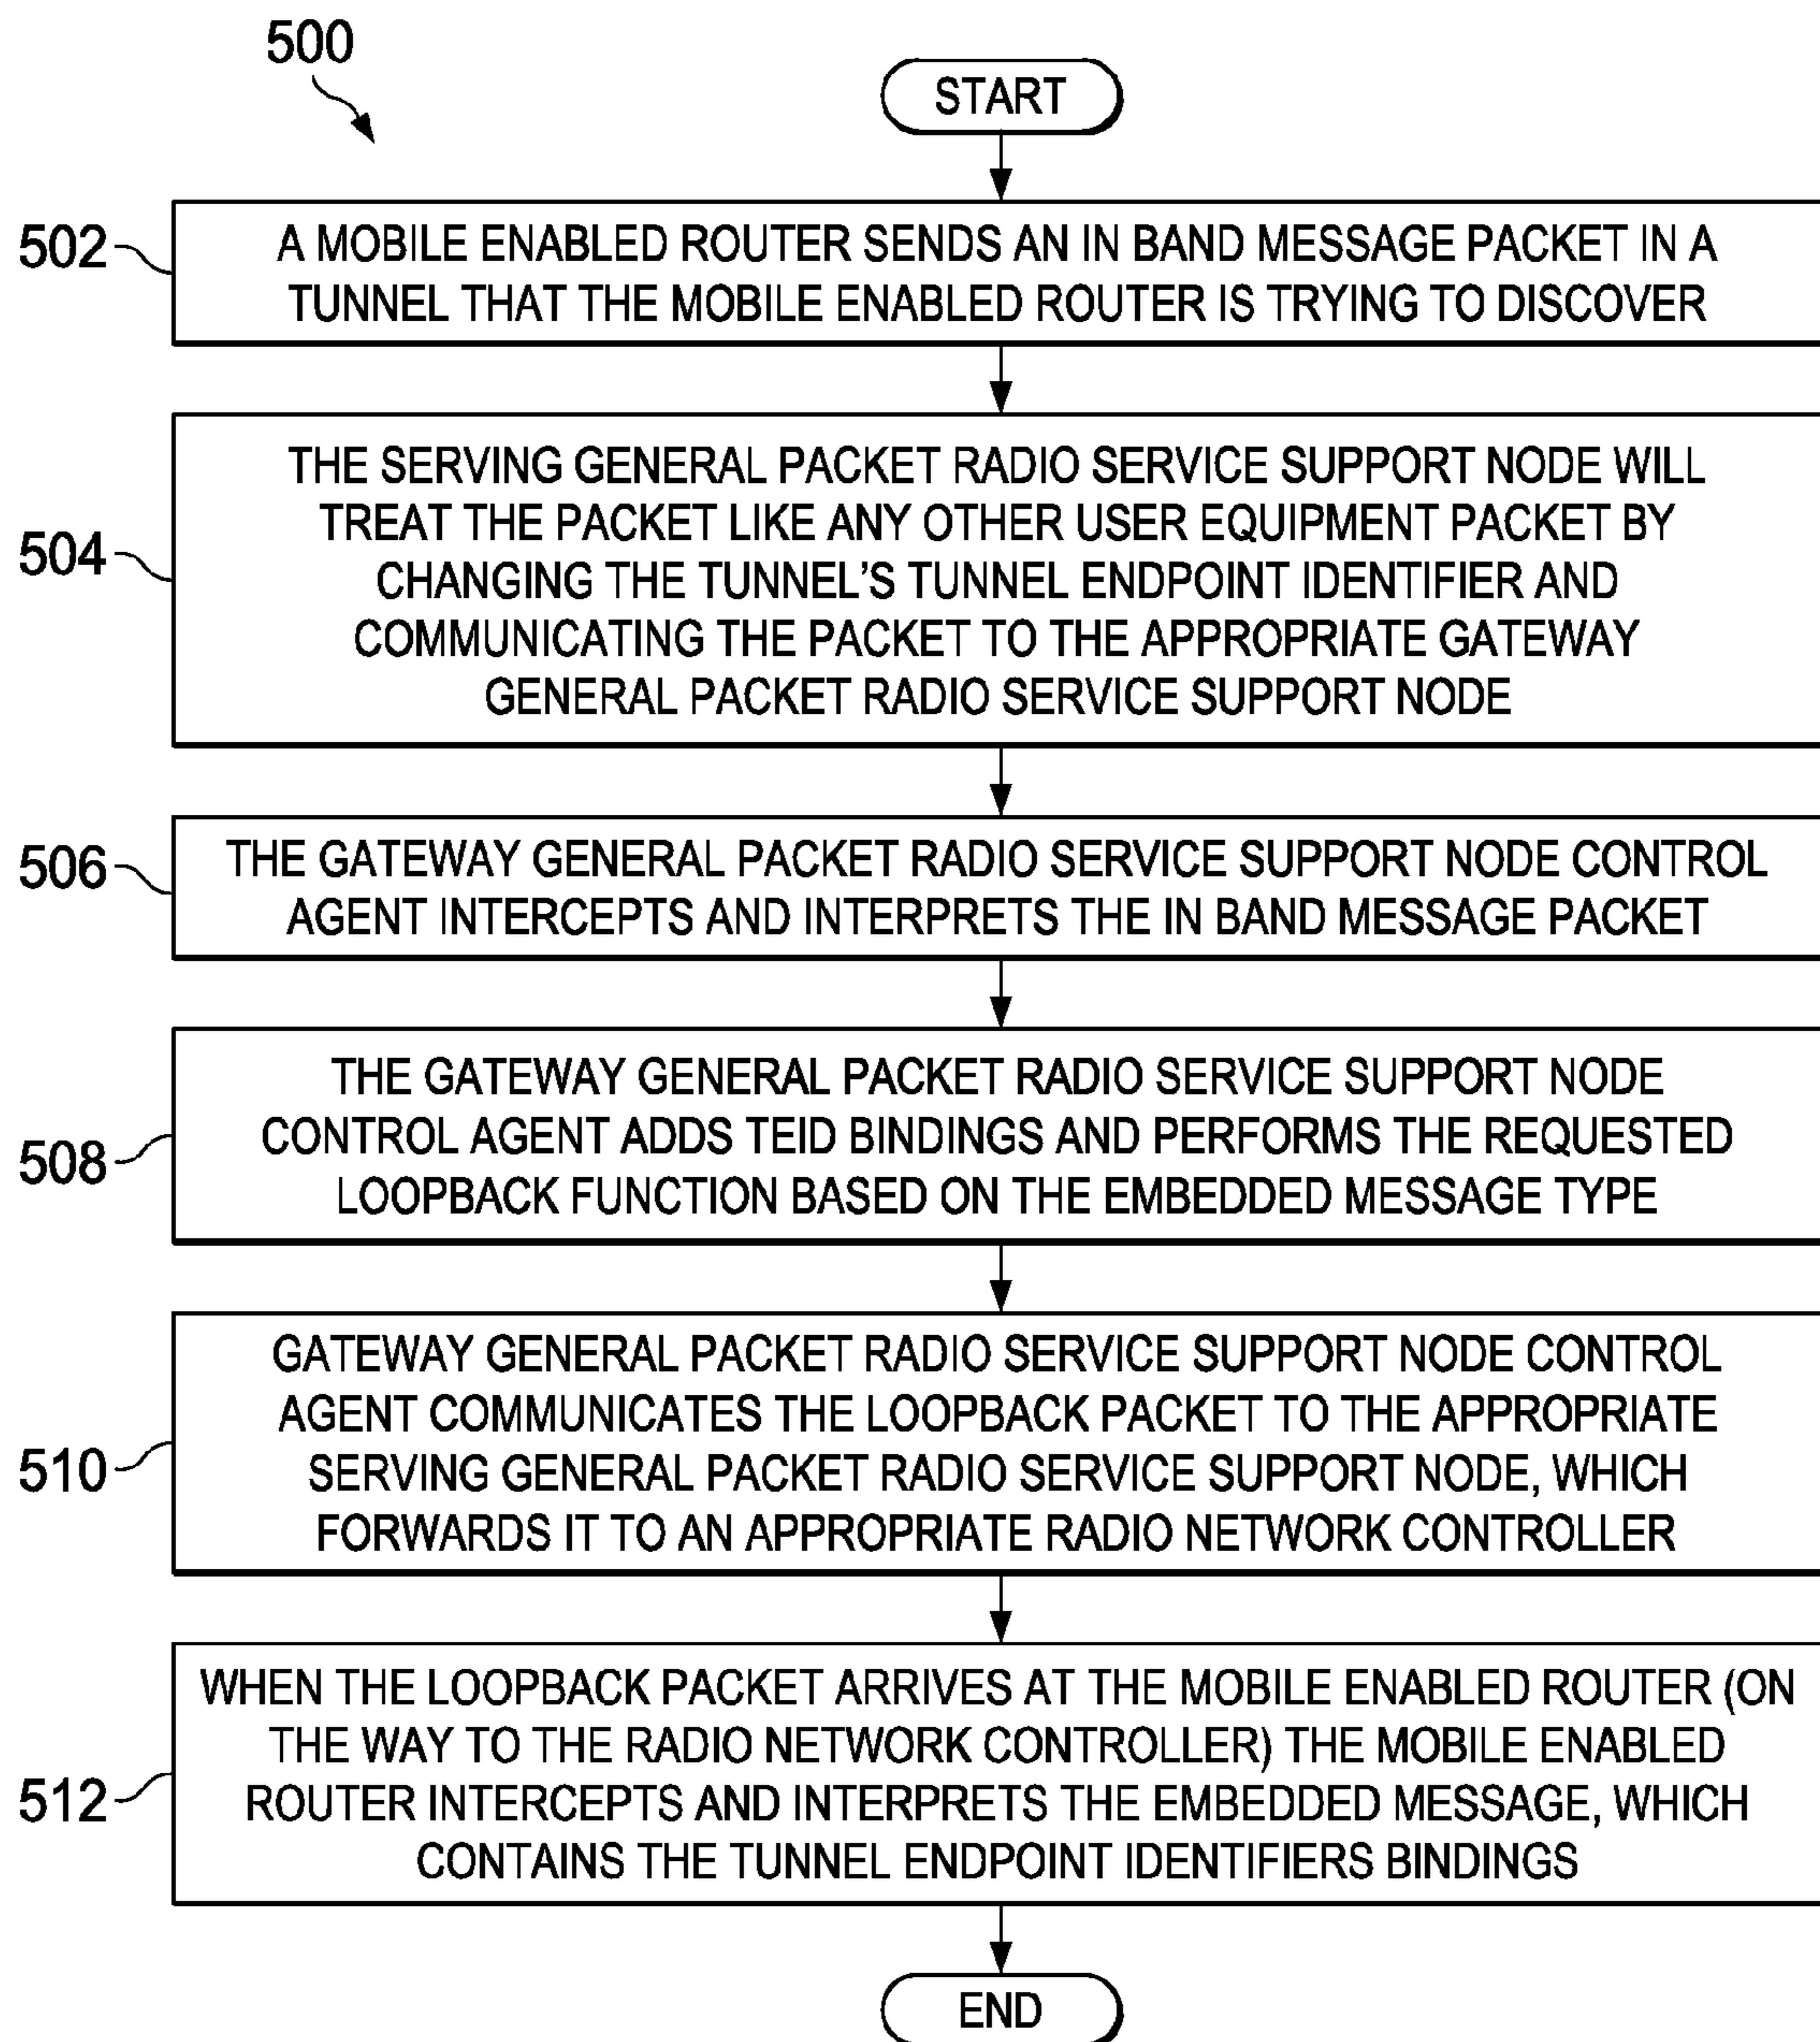 500
START
502
A MOBILE ENABLED ROUTER SENDS AN IN BAND MESSAGE PACKET IN A
TUNNEL THAT THE MOBILE ENABLED ROUTER IS TRYING TO DISCOVER
504
THE SERVING GENERAL PACKET RADIO SERVICE SUPPORT NODE WILL
TREAT THE PACKET LIKE ANY OTHER USER EQUIPMENT PACKET BY
CHANGING THE TUNNEL'S TUNNEL ENDPOINT IDENTIFIER AND
COMMUNICATING THE PACKET TO THE APPROPRIATE GATEWAY
GENERAL PACKET RADIO SERVICE SUPPORT NODE
506
THE GATEWAY GENERAL PACKET RADIO SERVICE SUPPORT NODE CONTROL
AGENT INTERCEPTS AND INTERPRETS THE IN BAND MESSAGE PACKET
508
THE GATEWAY GENERAL PACKET RADIO SERVICE SUPPORT NODE
CONTROL AGENT ADDS TEID BINDINGS AND PERFORMS THE REQUESTED
LOOPBACK FUNCTION BASED ON THE EMBEDDED MESSAGE TYPE
510
GATEWAY GENERAL PACKET RADIO SERVICE SUPPORT NODE CONTROL
AGENT COMMUNICATES THE LOOPBACK PACKET TO THE APPROPRIATE
SERVING GENERAL PACKET RADIO SERVICE SUPPORT NODE, WHICH
FORWARDS IT TO AN APPROPRIATE RADIO NETWORK CONTROLLER
512
WHEN THE LOOPBACK PACKET ARRIVES AT THE MOBILE ENABLED ROUTER (ON
THE WAY TO THE RADIO NETWORK CONTROLLER) THE MOBILE ENABLED
ROUTER INTERCEPTS AND INTERPRETS THE EMBEDDED MESSAGE, WHICH
CONTAINS THE TUNNEL ENDPOINT IDENTIFIERS BINDINGS
END